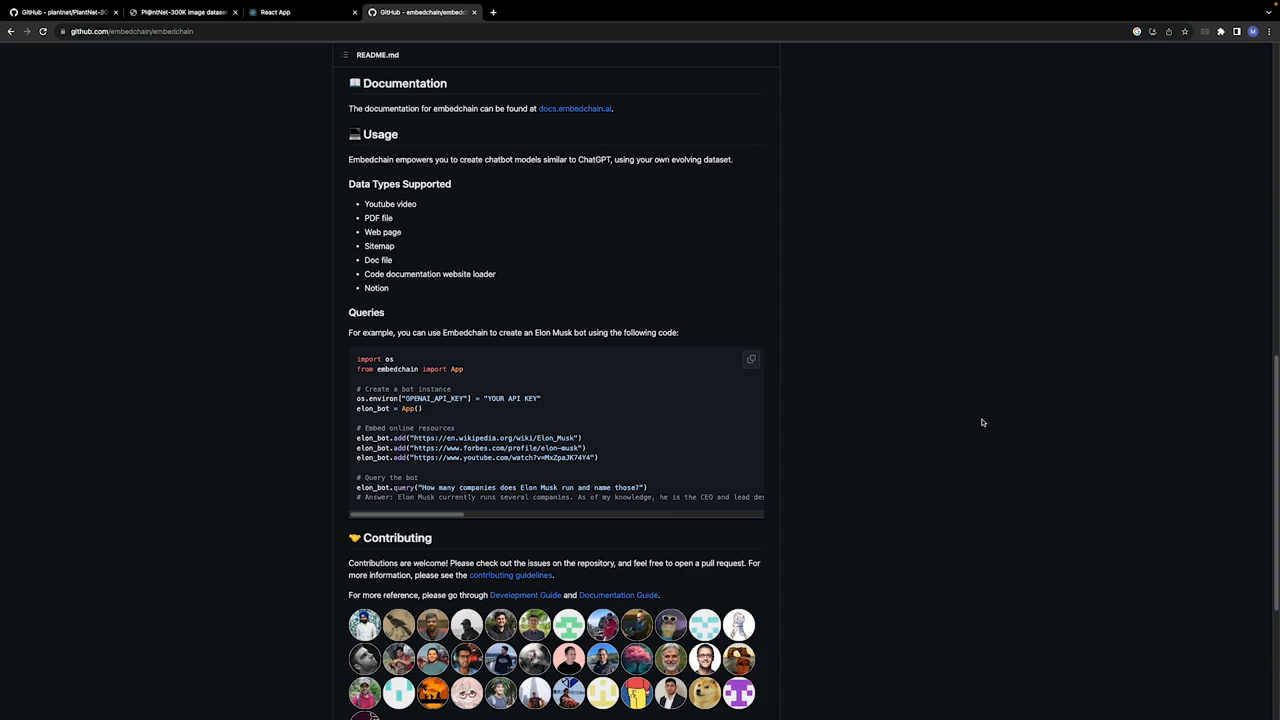 GitHub - plantnet/PlantNet-30
Pl@ntNet-300K image dataset
React App
GitHub - embedchain/embedc
github.com/embedchain/embedchain
M
README.md
📖 Documentation
The documentation for embedchain can be found at docs.embedchain.ai.
💻 Usage
Embedchain empowers you to create chatbot models similar to ChatGPT, using your own evolving dataset.
Data Types Supported
• Youtube video
• PDF file
• Web page
• Sitemap
• Doc file
• Code documentation website loader
• Notion
Queries
For example, you can use Embedchain to create an Elon Musk bot using the following code:
import os
from embedchain import App
# Create a bot instance
os.environ["OPENAI_API_KEY"] = "YOUR API KEY"
elon_bot = App()
# Embed online resources
elon_bot.add("https://en.wikipedia.org/wiki/Elon_Musk")
elon_bot.add("https://www.forbes.com/profile/elon-musk")
elon_bot.add("https://www.youtube.com/watch?v=MxZpaJK74Y4")
# Query the bot
elon_bot.query("How many companies does Elon Musk run and name those?")
# Answer: Elon Musk currently runs several companies. As of my knowledge, he is the CEO and lead des
🤝 Contributing
Contributions are welcome! Please check out the issues on the repository, and feel free to open a pull request. For
more information, please see the contributing guidelines.
For more reference, please go through Development Guide and Documentation Guide.